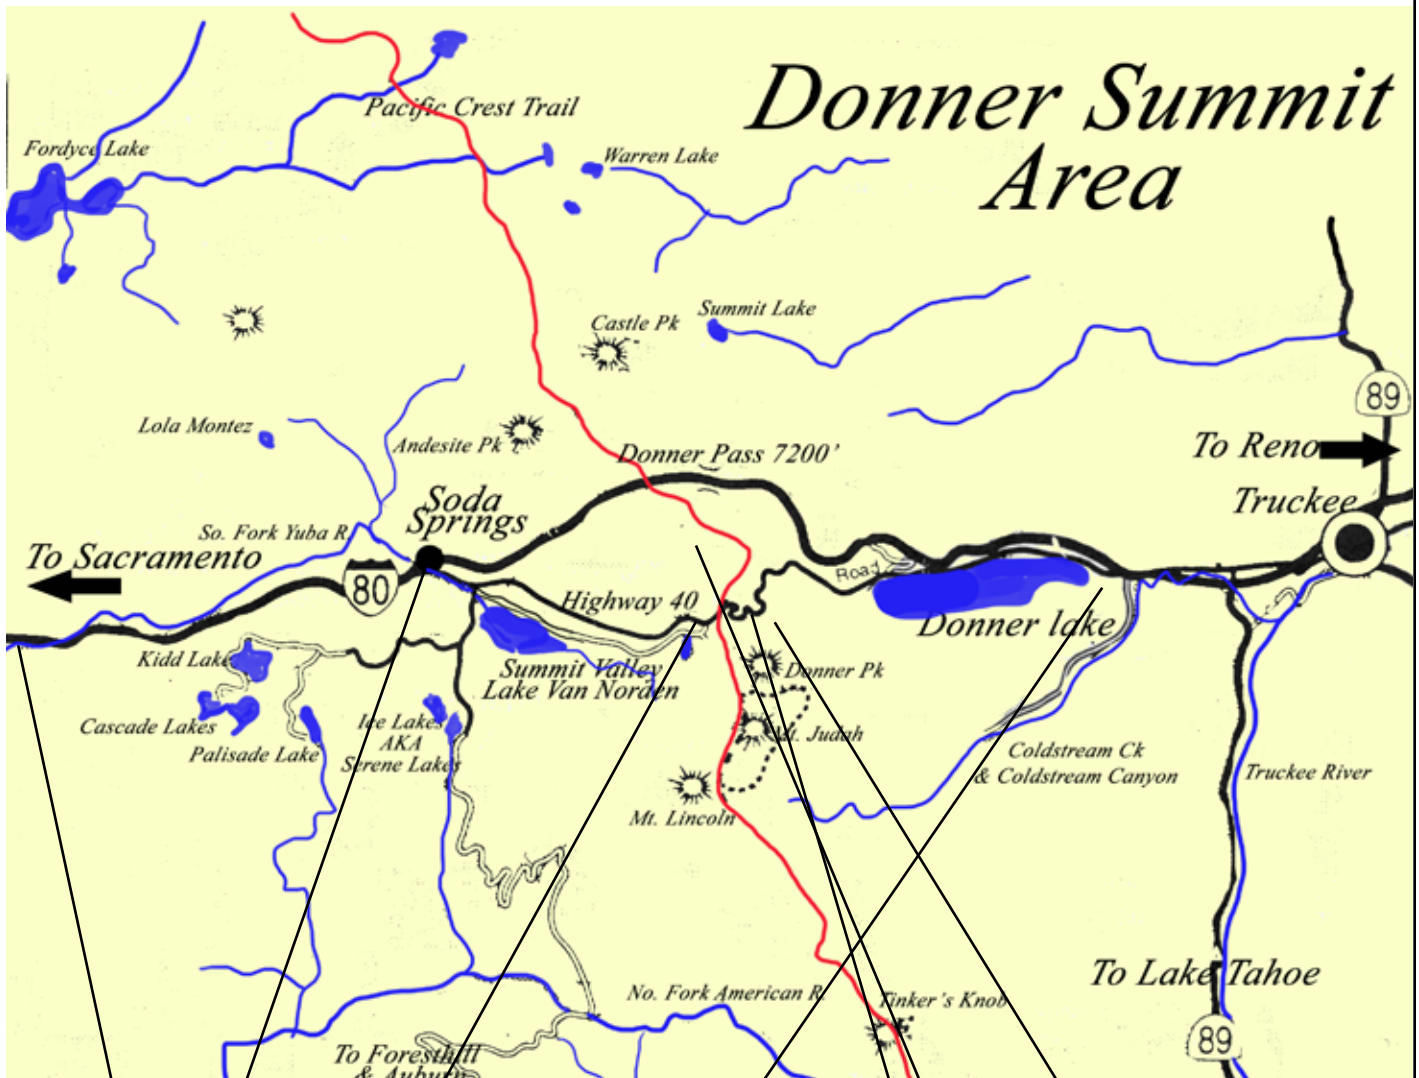 Donner Summit
Area
Pacific Crest Trail
Fordyce Lake
Warren Lake
Castle Pk
Summit Lake
89
Lola Montez
Andesite Pk
Donner Pass 7200'
To Reno
Truckee
Soda
Springs
So. Fork Yuba R.
To Sacramento
80
Highway 40
Road
Donner lake
Kidd Lake
Summit Valley
Lake Van Norden
Donner Pk
Cascade Lakes
Palisade Lake
Ice Lakes
AKA
Serene Lakes
Mt. Judah
Coldstream Ck
& Coldstream Canyon
Truckee River
Mt. Lincoln
To Lake Tahoe
No. Fork American R.
Tinker's Knob
89
To Foresthill
& Auburn